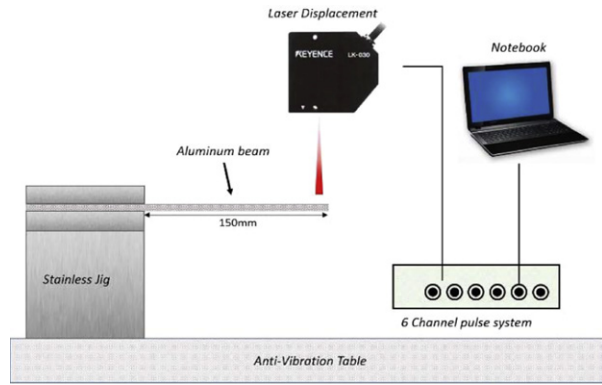 Laser Displacement
KEYENCE LK-030
Notebook
Aluminum beam
150mm
Stainless Jig
6 Channel pulse system
Anti-Vibration Table